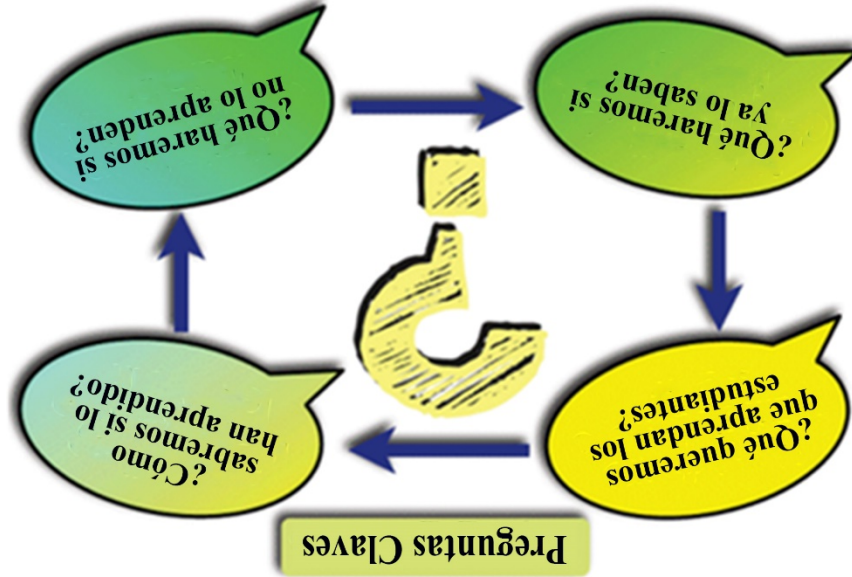 Preguntas Claves
¿Qué queremos
que aprendan los
estudiantes?
¿Cómo
sabremos si lo
han aprendido?
¿Qué haremos si
no lo aprenden?
¿Qué haremos si
ya lo saben?
?